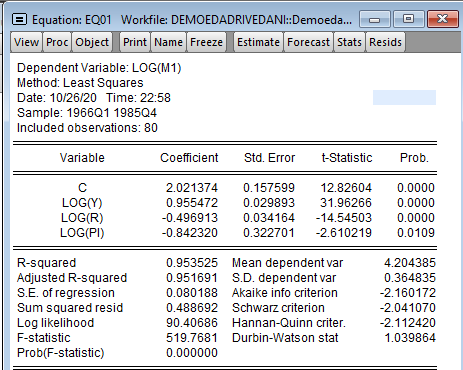 Equation: EQ01 Workfile: DEMOEDADRIVEDANI::Demoeda...
View Proc Object Print Name Freeze Estimate Forecast Stats Resids
Dependent Variable: LOG(M1)
Method: Least Squares
Date: 10/26/20 Time: 22:58
Sample: 1966Q1 1985Q4
Included observations: 80
Variable Coefficient Std. Error t-Statistic Prob.
C 2.021374 0.157599 12.82604 0.0000
LOG(Y) 0.955472 0.029893 31.96266 0.0000
LOG(R) -0.496913 0.034164 -14.54503 0.0000
LOG(PI) -0.842320 0.322701 -2.610219 0.0109
R-squared 0.953525 Mean dependent var 4.204385
Adjusted R-squared 0.951691 S.D. dependent var 0.364835
S.E. of regression 0.080188 Akaike info criterion -2.160172
Sum squared resid 0.488692 Schwarz criterion -2.041070
Log likelihood 90.40686 Hannan-Quinn criter. -2.112420
F-statistic 519.7681 Durbin-Watson stat 1.039864
Prob(F-statistic) 0.000000